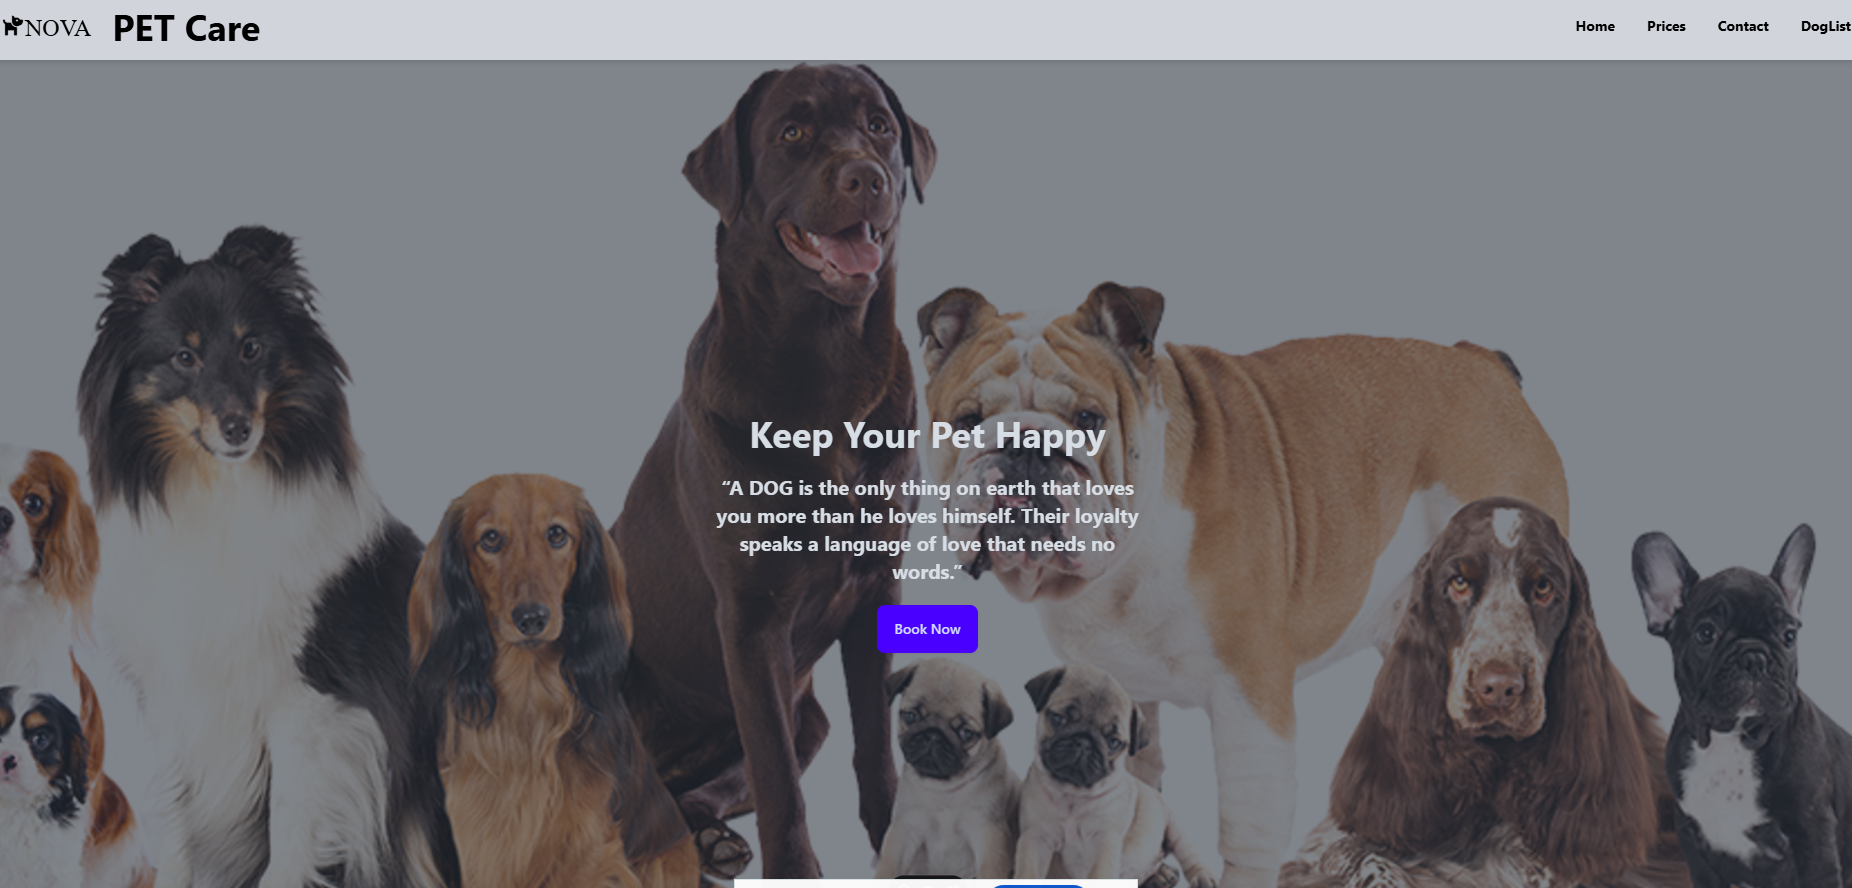 NOVA PET Care Home Prices Contact DogList
Keep Your Pet Happy
“A DOG is the only thing on earth that loves
you more than he loves himself. Their loyalty
speaks a language of love that needs no
words.”
Book Now